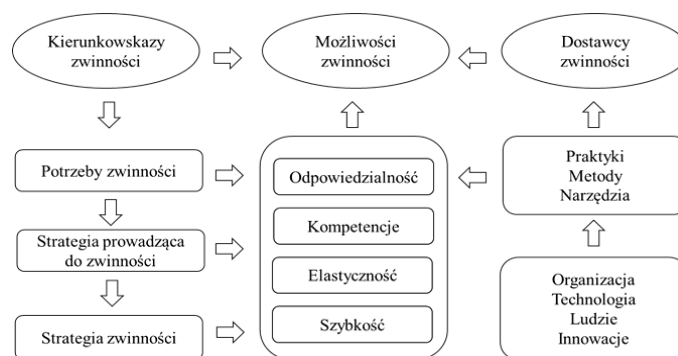 Kierunkowskazy
zwinności
Możliwości
zwinności
Dostawcy
zwinności
Potrzeby zwinności
Strategia prowadząca
do zwinności
Strategia zwinności
Odpowiedzialność
Kompetencje
Elastyczność
Szybkość
Praktyki
Metody
Narzędzia
Organizacja
Technologia
Ludzie
Innowacje